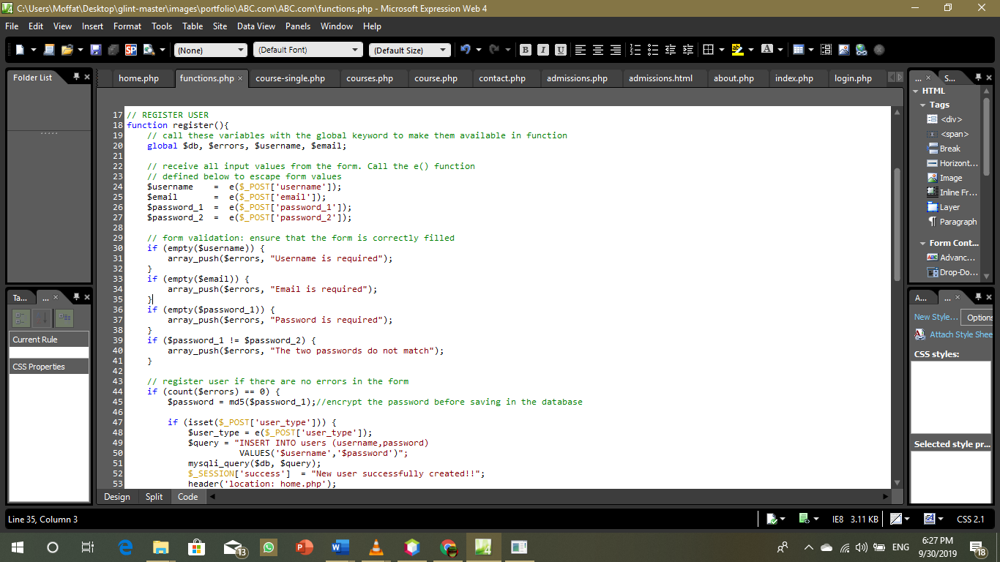 C:\Users\Moffat\Desktop\glint-master\images\portfolio\ABC.com\ABC.com\functions.php - Microsoft Expression Web 4
File Edit View Insert Format Tools Table Site Data View Panels Window Help
(None) (Default Font) (Default Size) B I U
Folder List
home.php functions.php course-single.php courses.php course.php contact.php admissions.php admissions.html about.php index.php login.php
17 // REGISTER USER
18 function register(){
19 // call these variables with the global keyword to make them available in function
20 global $db, $errors, $username, $email;
21
22 // receive all input values from the form. Call the e() function
23 // defined below to escape form values
24 $username = e($_POST['username']);
25 $email = e($_POST['email']);
26 $password_1 = e($_POST['password_1']);
27 $password_2 = e($_POST['password_2']);
28
29 // form validation: ensure that the form is correctly filled
30 if (empty($username)) {
31 array_push($errors, "Username is required");
32 }
33 if (empty($email)) {
34 array_push($errors, "Email is required");
35 }
36 if (empty($password_1)) {
37 array_push($errors, "Password is required");
38 }
39 if ($password_1 != $password_2) {
40 array_push($errors, "The two passwords do not match");
41 }
42
43 // register user if there are no errors in the form
44 if (count($errors) == 0) {
45 $password = md5($password_1);//encrypt the password before saving in the database
46
47 if (isset($_POST['user_type'])) {
48 $user_type = e($_POST['user_type']);
49 $query = "INSERT INTO users (username,password)
50 VALUES('$username','$password')";
51 mysqli_query($db, $query);
52 $_SESSION['success'] = "New user successfully created!!";
53 header('location: home.php');
Design Split Code
Ta... ...
Current Rule
CSS Properties
... S...
HTML
Tags
<div>
<span>
Break
Horizont...
Image
Inline Fr...
Layer
Paragraph
Form Cont...
Advanc...
Drop-Do...
A... ...
New Style... Options
Attach Style Shee
CSS styles:
Selected style pr...
Line 35, Column 3 IE8 3.11 KB CSS 2.1
13 ENG 6:27 PM
9/30/2019 18